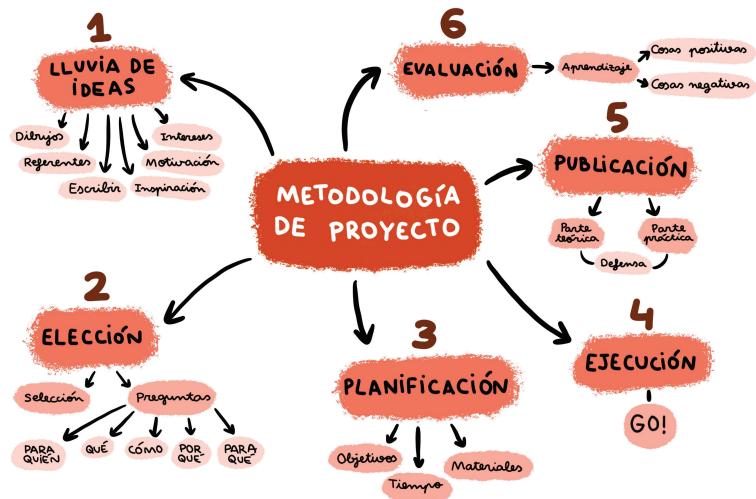 METODOLOGÍA
DE PROYECTO
1
LLUVIA DE
IDEAS
Dibujos
Referentes
Escribir
Inspiración
Motivación
Intereses
2
ELECCIÓN
Selección
Preguntas
PARA
QUIÉN
QUÉ
CÓMO
POR
QUÉ
PARA
QUÉ
3
PLANIFICACIÓN
Objetivos
Tiempo
Materiales
4
EJECUCIÓN
GO!
5
PUBLICACIÓN
Parte
teórica
Parte
práctica
Defensa
6
EVALUACIÓN
Aprendizaje
Cosas positivas
Cosas negativas